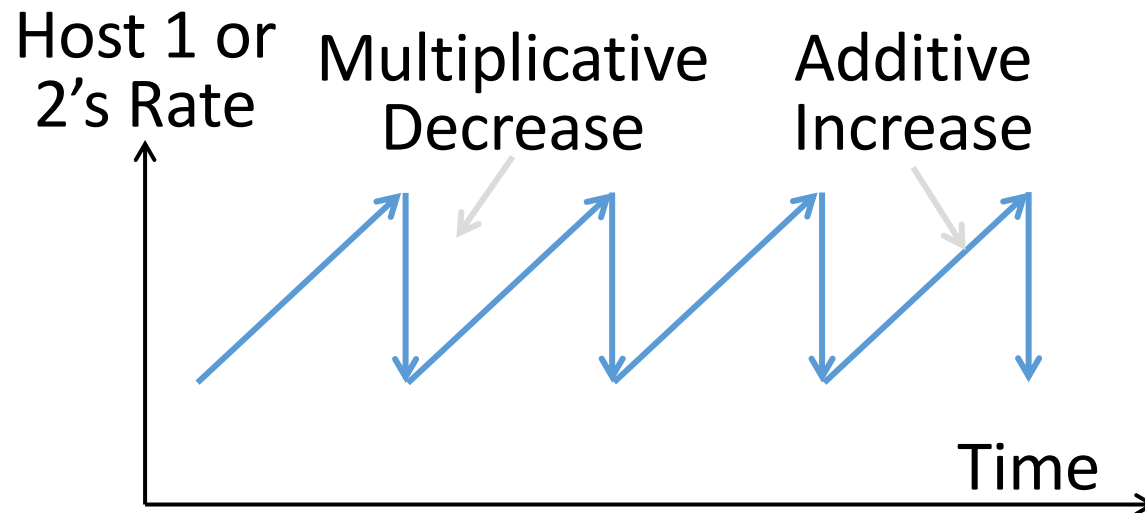 Host 1 or
2’s Rate
Multiplicative
Decrease
Additive
Increase
Time